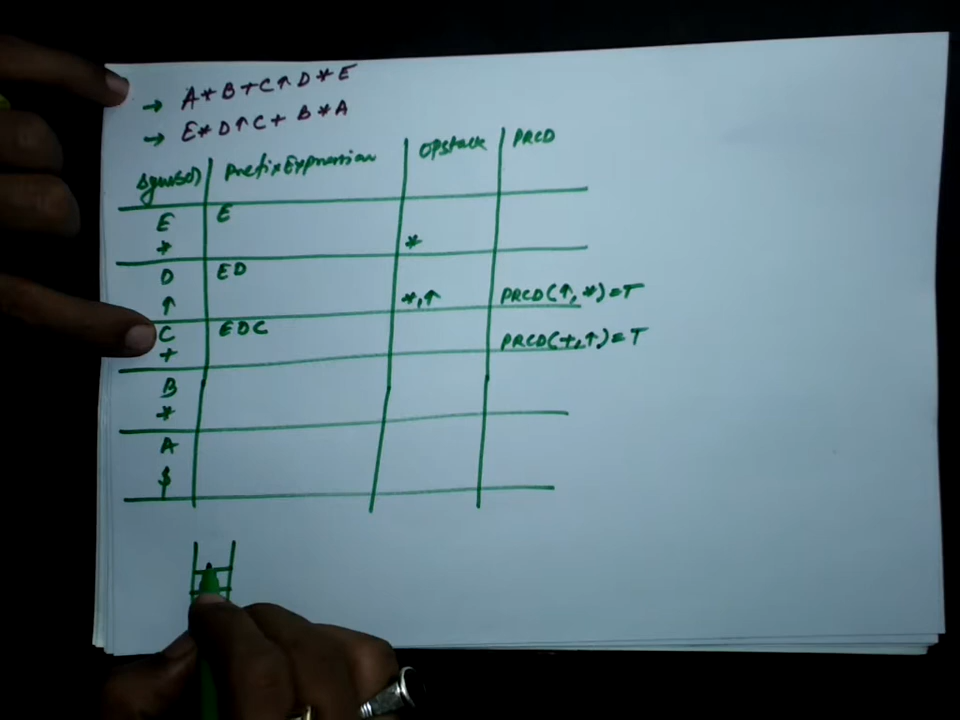 → A*B+C↑D*E
→ E*D↑C+B*A
Symbol Prefix Expression Opstack PRCD
E E
* *
D ED
↑ *,↑ PRCD(↑,*)=T
C EDC
+ PRCD(+,↑)=T
B
*
A
$